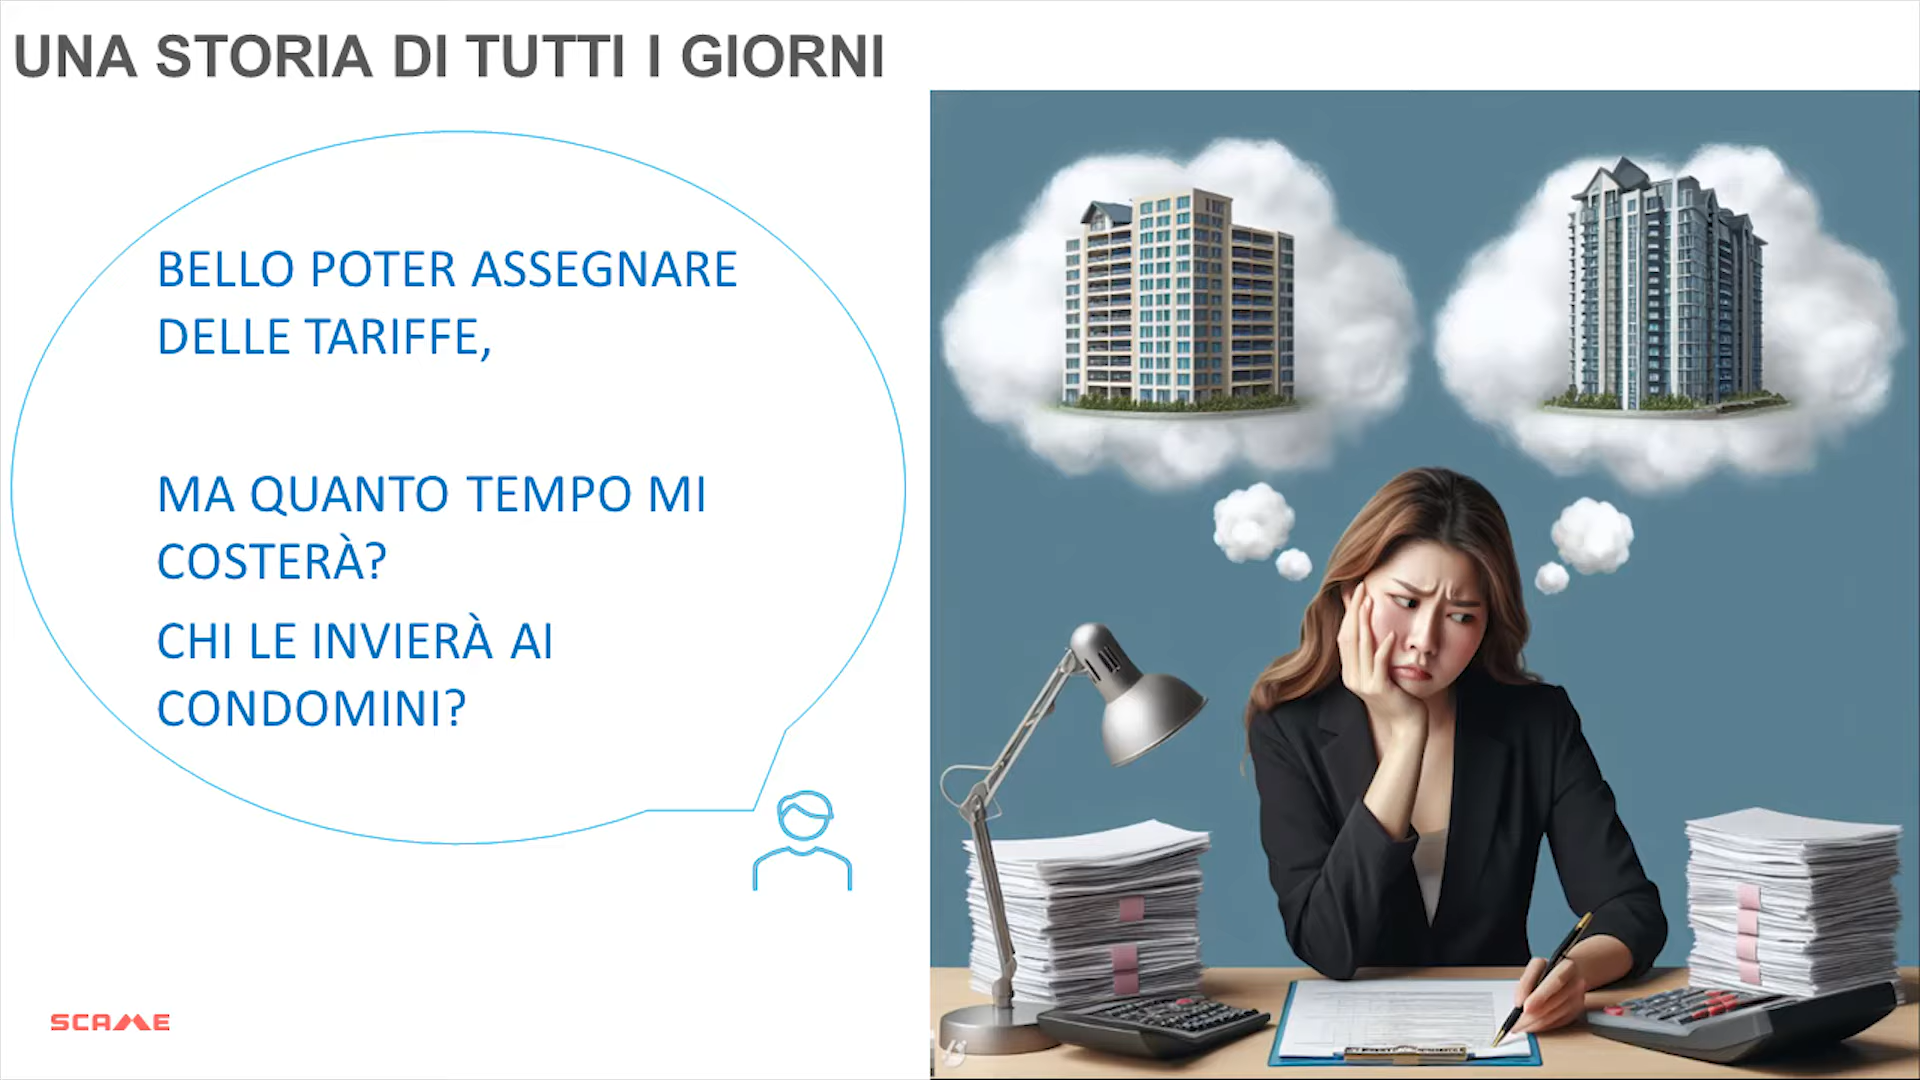 UNA STORIA DI TUTTI I GIORNI
BELLO POTER ASSEGNARE
DELLE TARIFFE,
MA QUANTO TEMPO MI
COSTERÀ?
CHI LE INVIERÀ AI
CONDOMINI?
SCAME